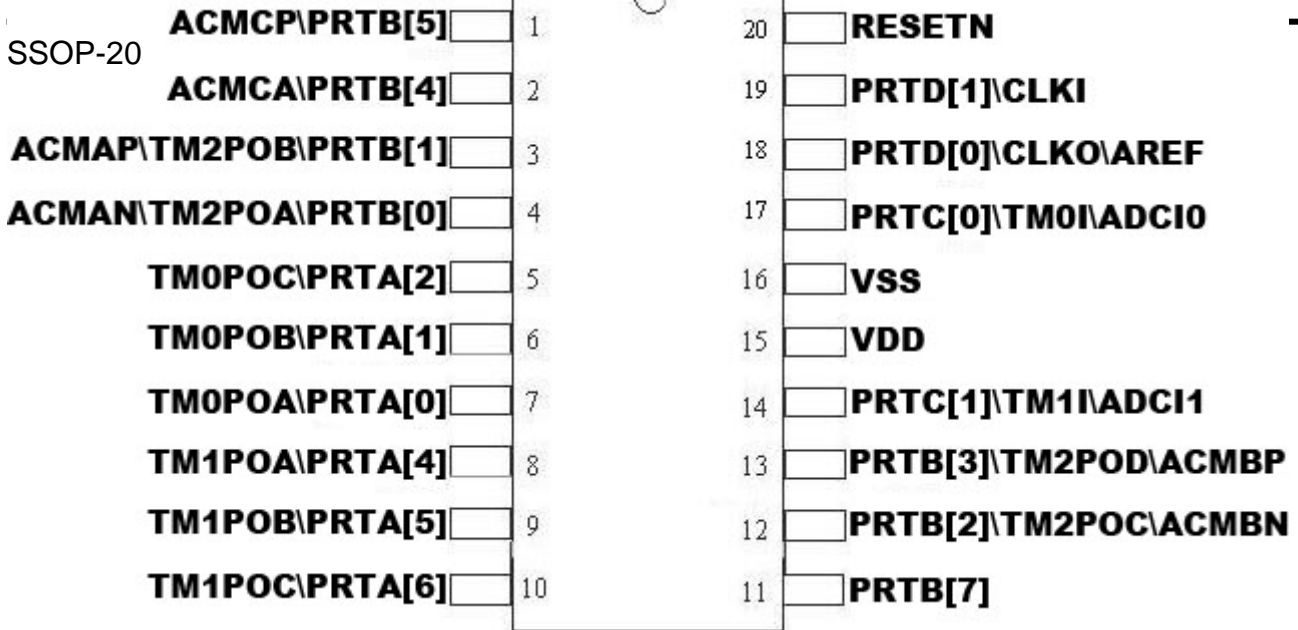 ACMCP\PRTB[5] 1 20 RESETN
SSOP-20
ACMCA\PRTB[4] 2 19 PRTD[1]\CLKI
ACMAP\TM2POB\PRTB[1] 3 18 PRTD[0]\CLKO\AREF
ACMAN\TM2POA\PRTB[0] 4 17 PRTC[0]\TM0I\ADCI0
TM0POC\PRTA[2] 5 16 VSS
TM0POB\PRTA[1] 6 15 VDD
TM0POA\PRTA[0] 7 14 PRTC[1]\TM1I\ADCI1
TM1POA\PRTA[4] 8 13 PRTB[3]\TM2POD\ACMBP
TM1POB\PRTA[5] 9 12 PRTB[2]\TM2POC\ACMBN
TM1POC\PRTA[6] 10 11 PRTB[7]